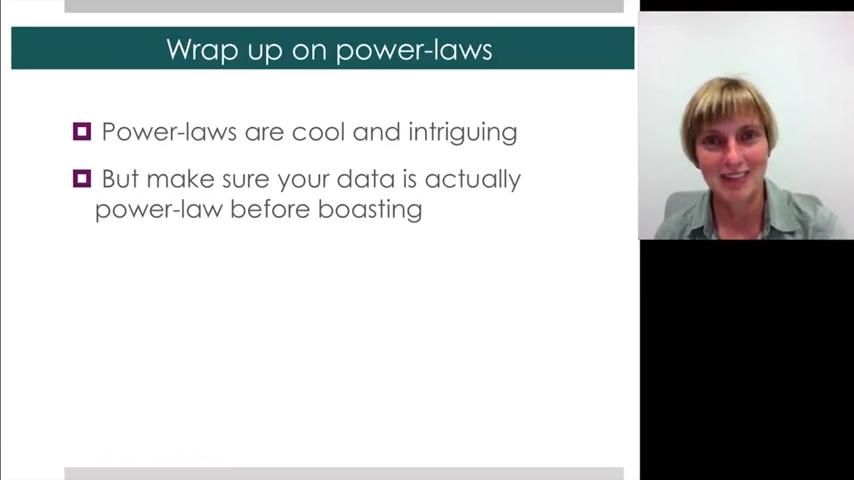 Wrap up on power-laws
Power-laws are cool and intriguing
But make sure your data is actually
power-law before boasting